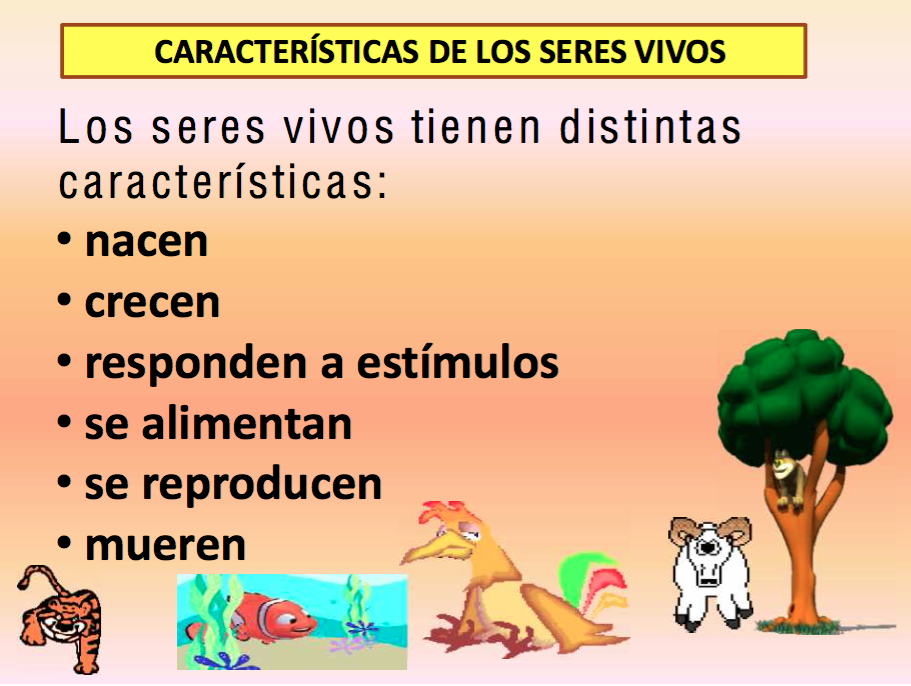 CARACTERÍSTICAS DE LOS SERES VIVOS
Los seres vivos tienen distintas
características:
• nacen
• crecen
• responden a estímulos
• se alimentan
• se reproducen
• mueren